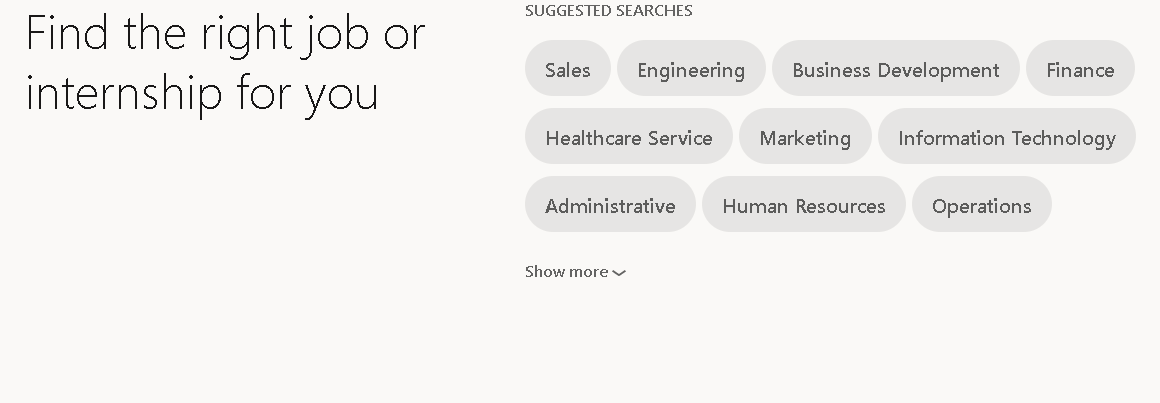 Find the right job or
internship for you
SUGGESTED SEARCHES
Sales Engineering Business Development Finance
Healthcare Service Marketing Information Technology
Administrative Human Resources Operations
Show more